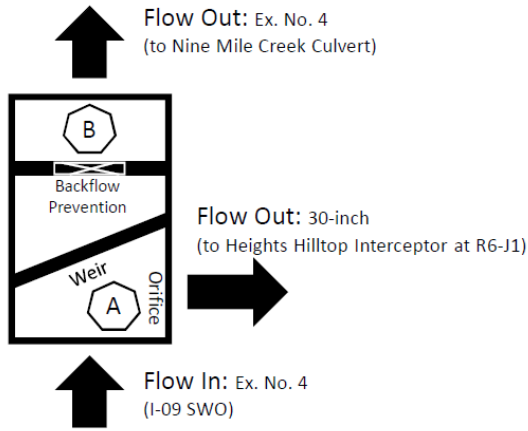 Flow Out: Ex. No. 4
(to Nine Mile Creek Culvert)
B
Backflow
Prevention
Flow Out: 30-inch
(to Heights Hilltop Interceptor at R6-J1)
Weir
Orifice
A
Flow In: Ex. No. 4
(I-09 SWO)